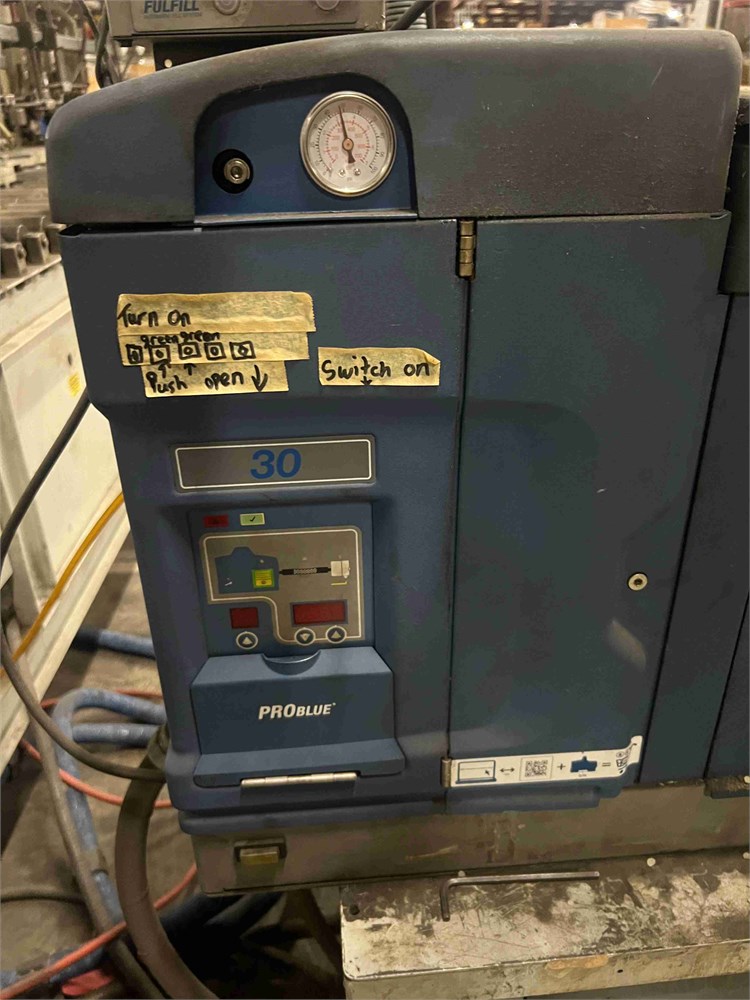 FULFILL
Turn On
green green
Push open
Switch on
30
PROBLUE